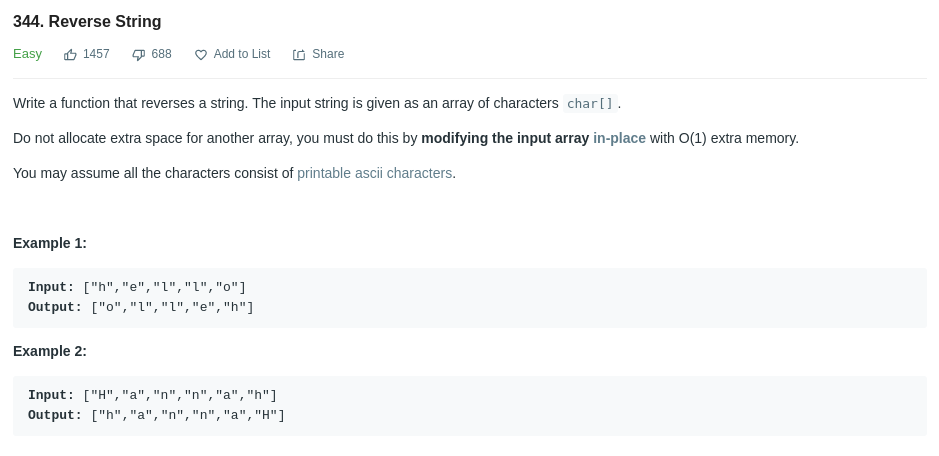 344. Reverse String
Easy 1457 688 Add to List Share
Write a function that reverses a string. The input string is given as an array of characters char[].
Do not allocate extra space for another array, you must do this by modifying the input array in-place with O(1) extra memory.
You may assume all the characters consist of printable ascii characters.
Example 1:
Input: ["h","e","l","l","o"]
Output: ["o","l","l","e","h"]
Example 2:
Input: ["H","a","n","n","a","h"]
Output: ["h","a","n","n","a","H"]